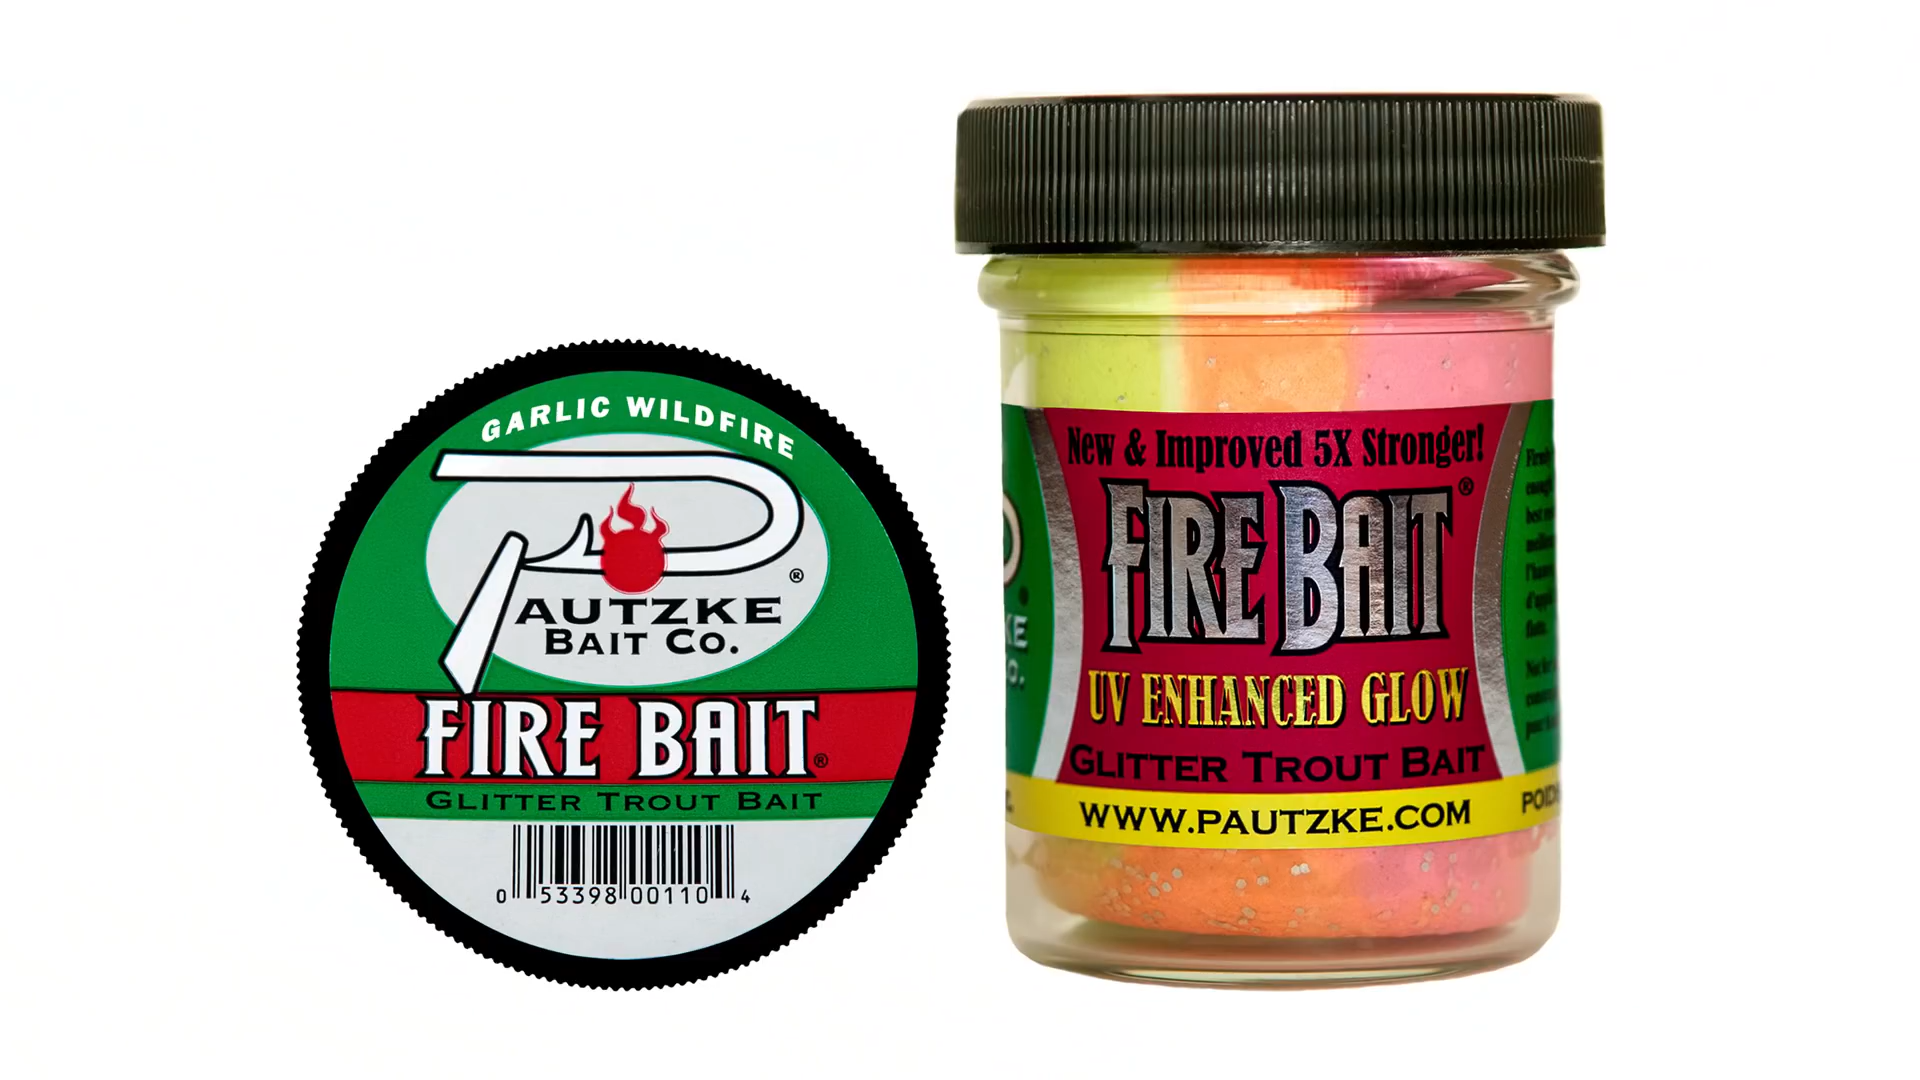 GARLIC WILDFIRE
®
PAUTZKE
BAIT CO.
FIRE BAIT®
GLITTER TROUT BAIT
0 53398 00110 4
New & Improved 5X Stronger!
FIRE BAIT®
UV ENHANCED GLOW
GLITTER TROUT BAIT
WWW.PAUTZKE.COM